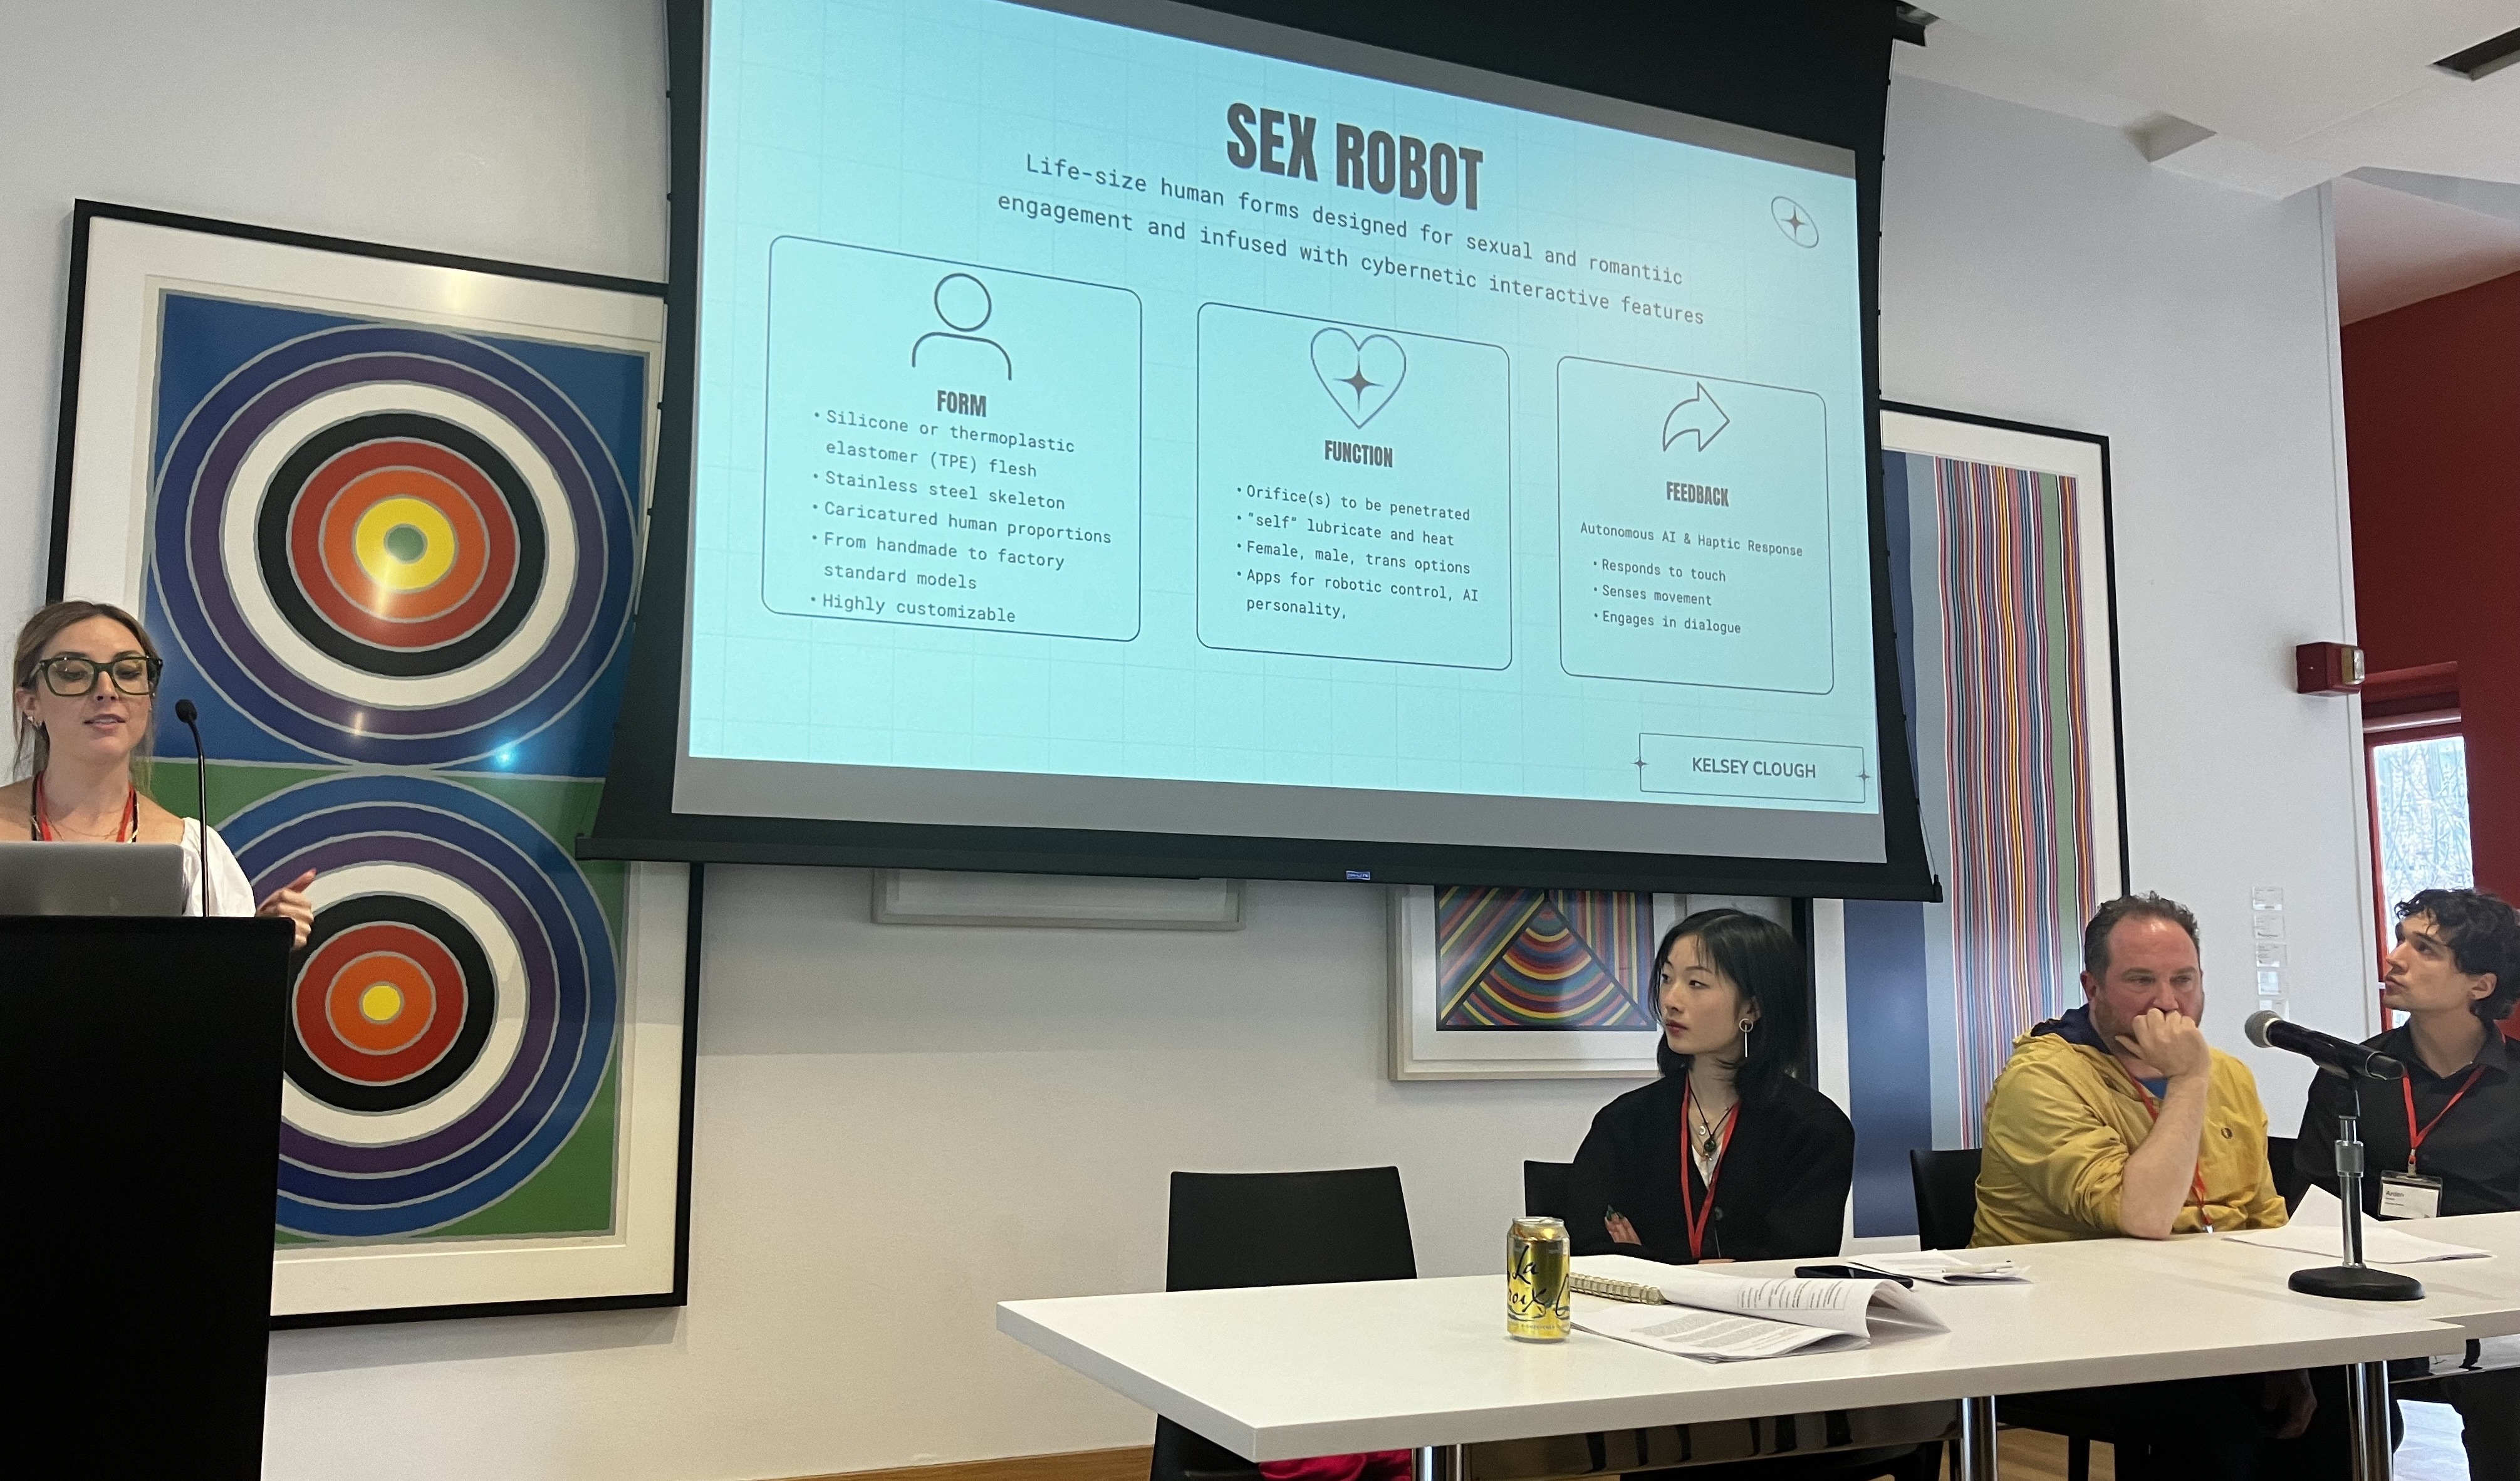 SEX ROBOT
Life-size human forms designed for sexual and romantiic
engagement and infused with cybernetic interactive features
FORM
• Silicone or thermoplastic
elastomer (TPE) flesh
• Stainless steel skeleton
• Caricatured human proportions
• From handmade to factory
standard models
• Highly customizable
FUNCTION
• Orifice(s) to be penetrated
• "self" lubricate and heat
• Female, male, trans options
• Apps for robotic control, AI
personality,
FEEDBACK
Autonomous AI & Haptic Response
• Responds to touch
• Senses movement
• Engages in dialogue
KELSEY CLOUGH
La
Arden